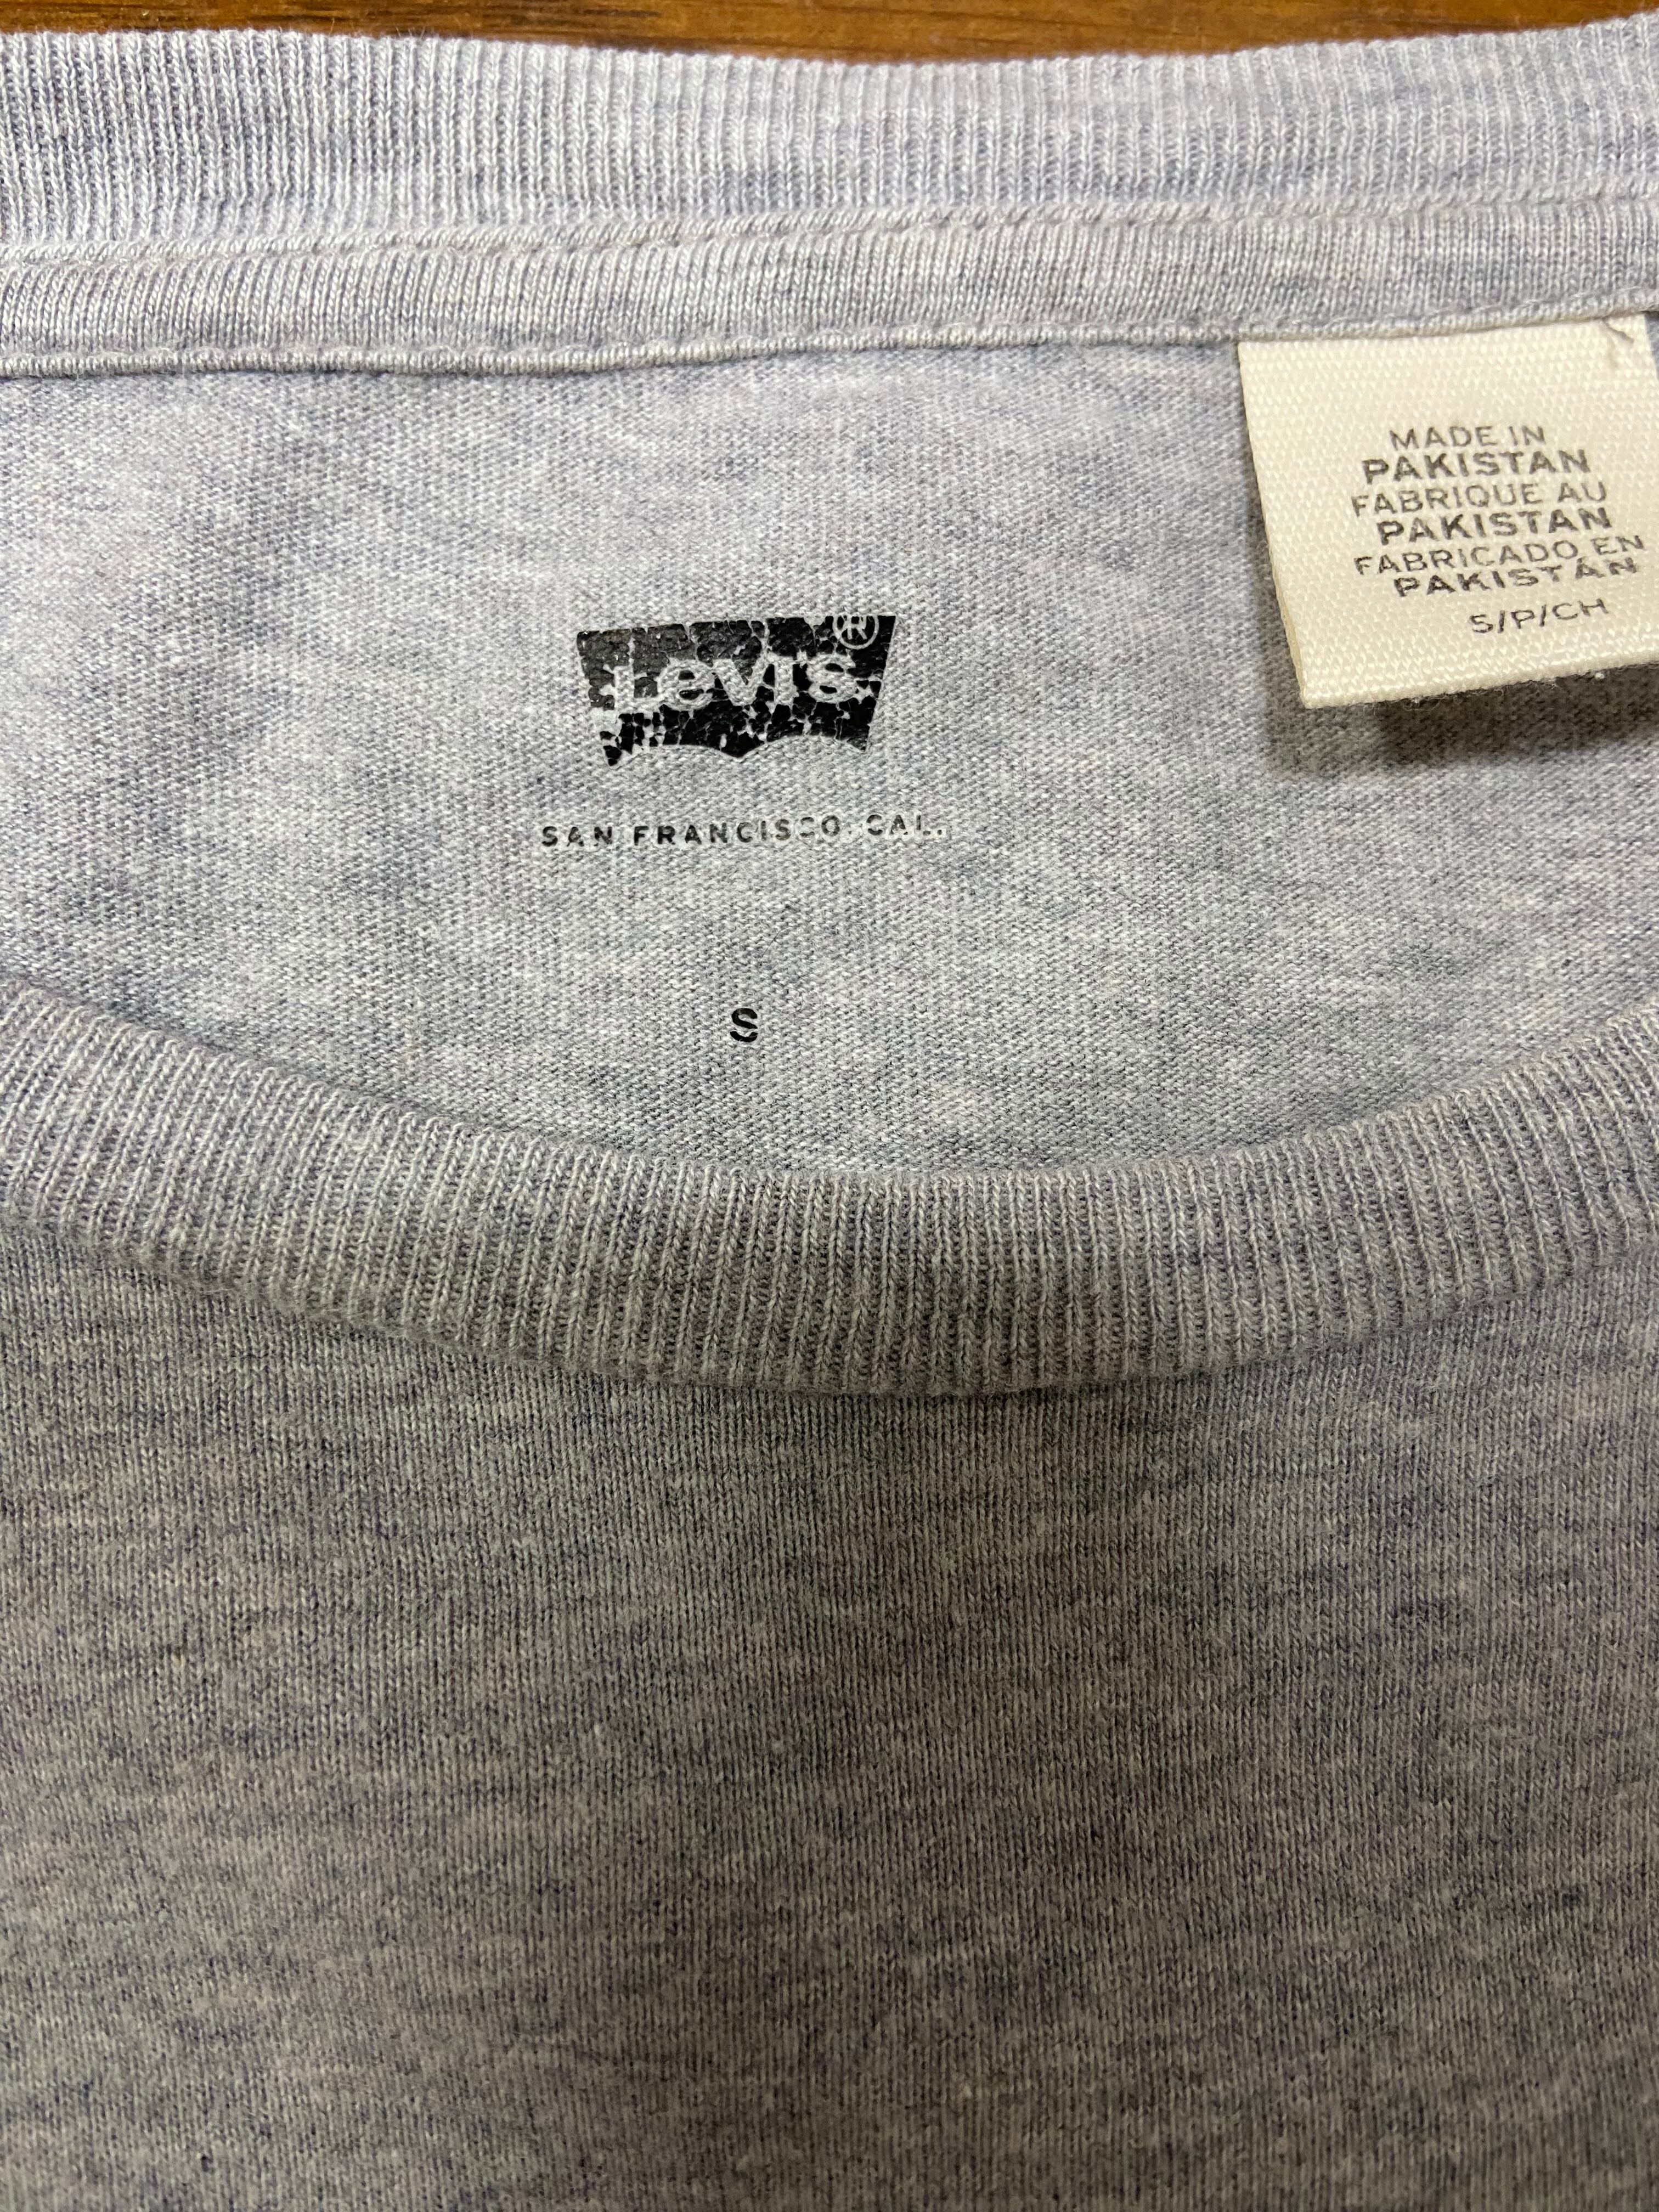 Levi's®
SAN FRANCISCO, CAL.
S
MADE IN
PAKISTAN
FABRIQUE AU
PAKISTAN
FABRICADO EN
PAKISTÁN
S/P/CH